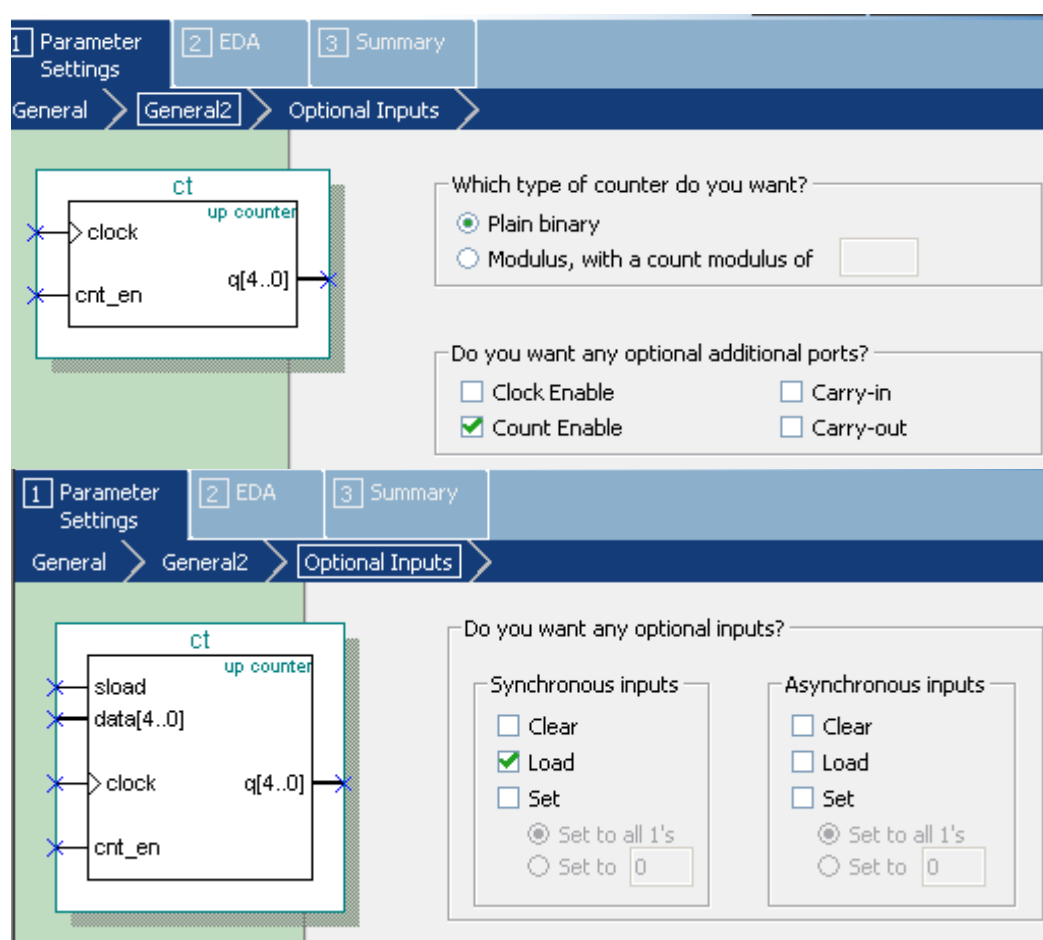 1 Parameter Settings
2 EDA
3 Summary
General
General2
Optional Inputs
ct
up counter
clock
cnt_en
q[4..0]
Which type of counter do you want?
Plain binary
Modulus, with a count modulus of
Do you want any optional additional ports?
Clock Enable
Carry-in
Count Enable
Carry-out
1 Parameter Settings
2 EDA
3 Summary
General
General2
Optional Inputs
ct
up counter
sload
data[4..0]
clock
q[4..0]
cnt_en
Do you want any optional inputs?
Synchronous inputs
Clear
Load
Set
Set to all 1's
Set to 0
Asynchronous inputs
Clear
Load
Set
Set to all 1's
Set to 0